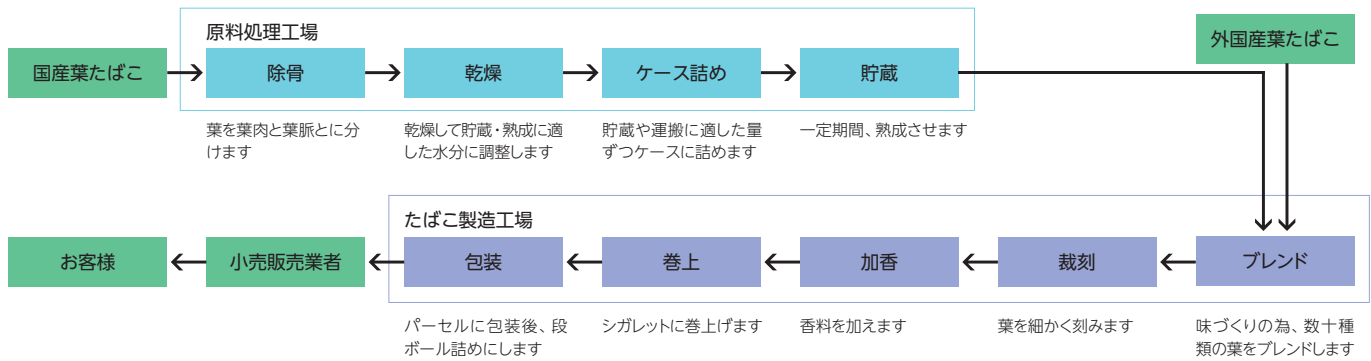 原料処理工場
外国産葉たばこ
国産葉たばこ
除骨
乾燥
ケース詰め
貯蔵
葉を葉肉と葉脈とに分
けます
乾燥して貯蔵・熟成に適
した水分に調整します
貯蔵や運搬に適した量
ずつケースに詰めます
一定期間、熟成させます
たばこ製造工場
お客様
小売販売業者
包装
巻上
加香
裁刻
ブレンド
パーセルに包装後、段
ボール詰めにします
シガレットに巻上げます
香料を加えます
葉を細かく刻みます
味づくりの為、数十種
類の葉をブレンドします